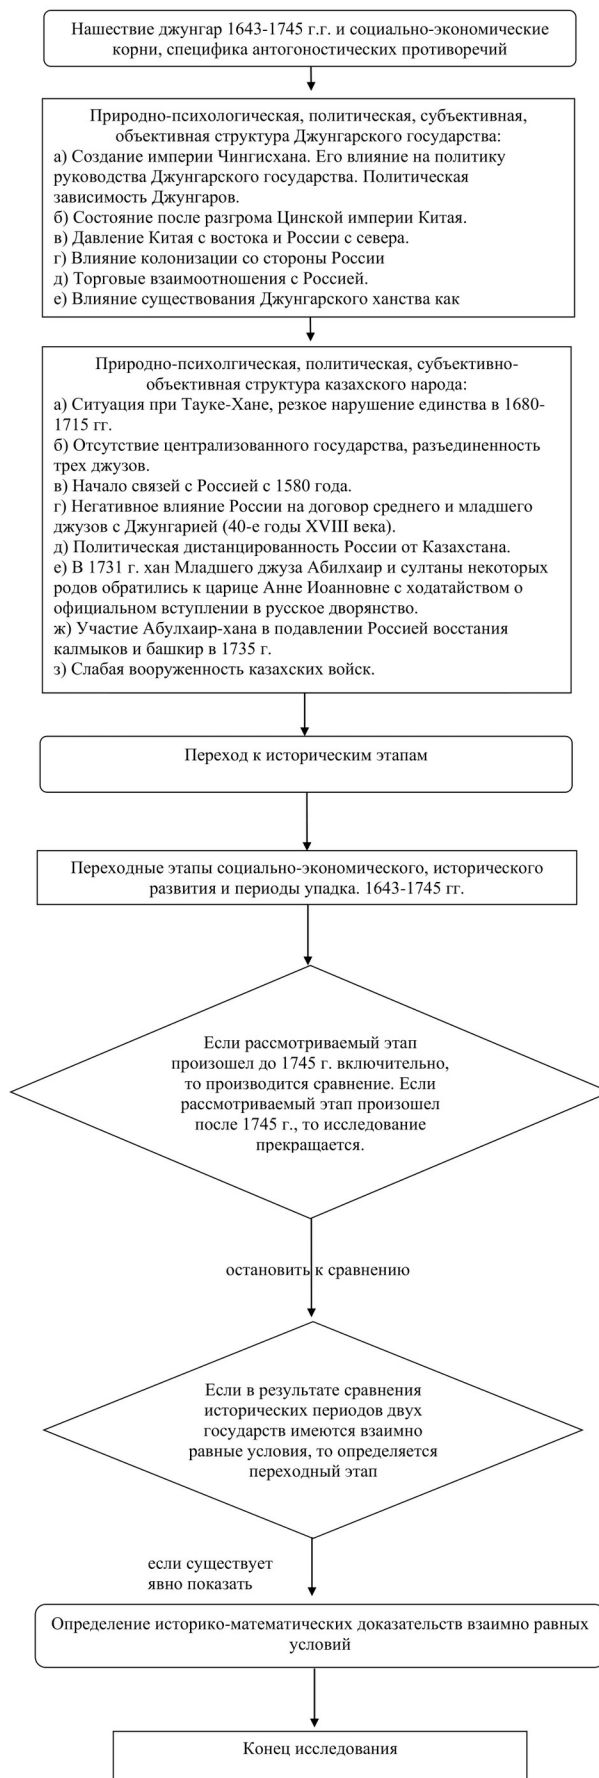 Нашествие джунгар 1643-1745 г.г. и социально-экономические
корни, специфика антогоностических противоречий
Природно-психологическая, политическая, субъективная,
объективная структура Джунгарского государства:
а) Создание империи Чингисхана. Его влияние на политику
руководства Джунгарского государства. Политическая
зависимость Джунгаров.
б) Состояние после разгрома Цинской империи Китая.
в) Давление Китая с востока и России с севера.
г) Влияние колонизации со стороны России
д) Торговые взаимоотношения с Россией.
е) Влияние существования Джунгарского ханства как
Природно-психолгическая, политическая, субъективно-
объективная структура казахского народа:
а) Ситуация при Тауке-Хане, резкое нарушение единства в 1680-
1715 гг.
б) Отсутствие централизованного государства, разъединенность
трех джузов.
в) Начало связей с Россией с 1580 года.
г) Негативное влияние России на договор среднего и младшего
джузов с Джунгарией (40-е годы XVIII века).
д) Политическая дистанцированность России от Казахстана.
е) В 1731 г. хан Младшего джуза Абилхаир и султаны некоторых
родов обратились к царице Анне Иоанновне с ходатайством о
официальном вступлении в русское дворянство.
ж) Участие Абулхаир-хана в подавлении Россией восстания
калмыков и башкир в 1735 г.
з) Слабая вооруженность казахских войск.
Переход к историческим этапам
Переходные этапы социально-экономического, исторического
развития и периоды упадка. 1643-1745 гг.
Если рассмотриваемый этап
произошел до 1745 г. включительно,
то производится сравнение. Если
рассмотриваемый этап произошел
после 1745 г., то исследование
прекращается.
остановить к сравнению
Если в результате сравнения
исторических периодов двух
государств имеются взаимно
равные условия, то определяется
переходный этап
если существует
явно показать
Определение историко-математических доказательств взаимно равных
условий
Конец исследования